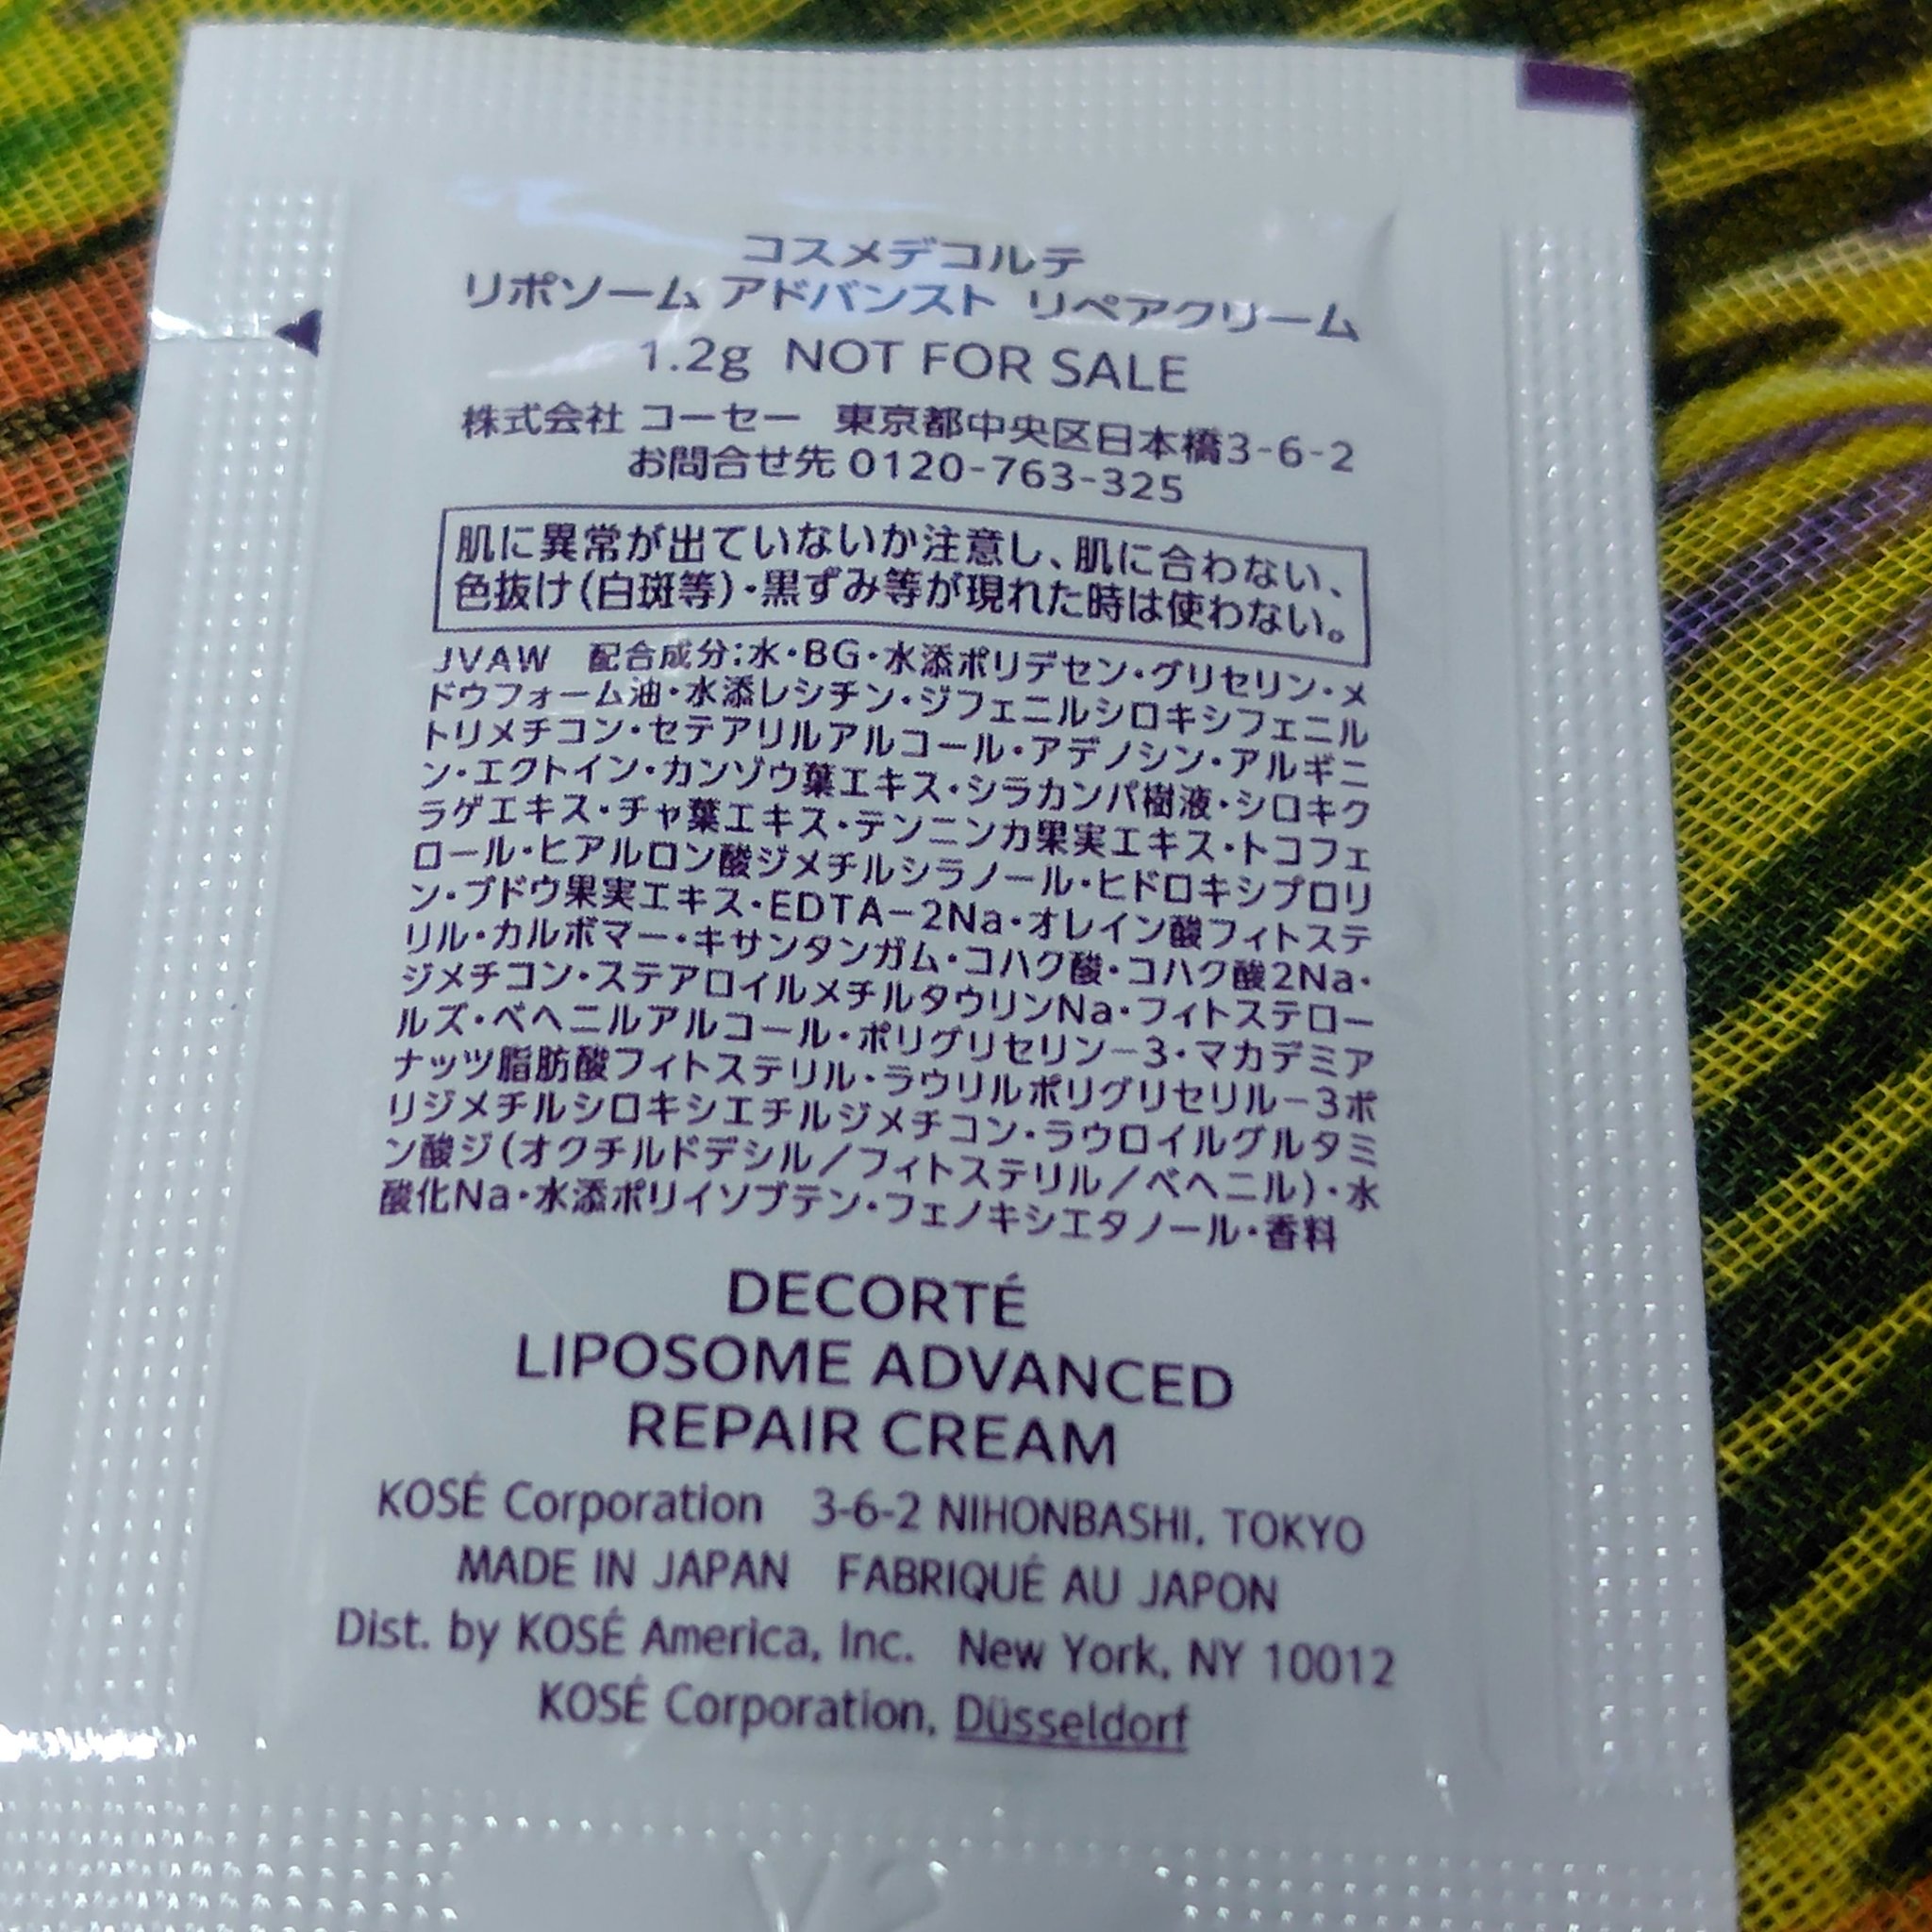 コスメデコルテ
リポソーム アドバンスト リペアクリーム
1.2g NOT FOR SALE
株式会社 コーセー 東京都中央区日本橋3-6-2
お問合せ先 0120-763-325
肌に異常が出ていないか注意し、肌に合わない、
色抜け(白斑等)・黒ずみ等が現れた時は使わない。
JVAW 配合成分:水・BG・水添ポリデセン・グリセリン・メ
ドウフォーム油・水添レシチン・ジフェニルシロキシフェニル
トリメチコン・セテアリルアルコール・アデノシン・アルギニ
ン・エクトイン・カンゾウ葉エキス・シラカンバ樹液・シロキク
ラゲエキス・チャ葉エキス・テンニンカ果実エキス・トコフェ
ロール・ヒアルロン酸ジメチルシラノール・ヒドロキシプロリ
ン・ブドウ果実エキス・EDTA−2Na・オレイン酸フィトステ
リル・カルボマー・キサンタンガム・コハク酸・コハク酸2Na・
ジメチコン・ステアロイルメチルタウリンNa・フィトステロー
ルズ・ベヘニルアルコール・ポリグリセリン−3・マカデミア
ナッツ脂肪酸フィトステリル・ラウリルポリグリセリル−3ポ
リジメチルシロキシエチルジメチコン・ラウロイルグルタミ
ン酸ジ(オクチルドデシル/フィトステリル/ベヘニル)・水
酸化Na・水添ポリイソブテン・フェノキシエタノール・香料
DECORTÉ
LIPOSOME ADVANCED
REPAIR CREAM
KOSÉ Corporation 3-6-2 NIHONBASHI, TOKYO
MADE IN JAPAN FABRIQUÉ AU JAPON
Dist. by KOSÉ America, Inc. New York, NY 10012
KOSÉ Corporation, Düsseldorf